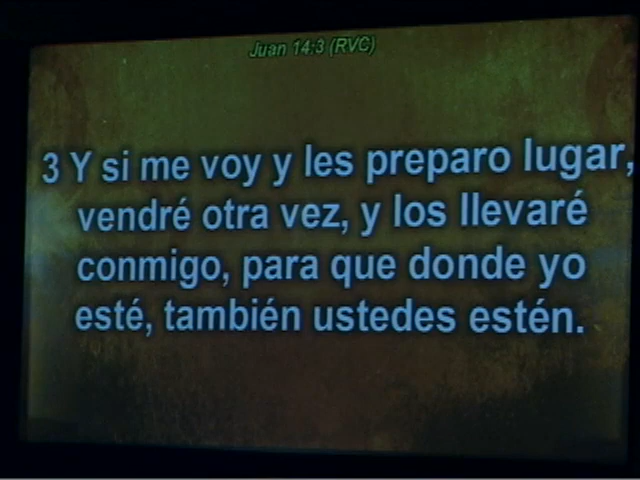 Juan 14:3 (RVC)
3 Y si me voy y les preparo lugar,
vendré otra vez, y los llevaré
conmigo, para que donde yo
esté, también ustedes estén.